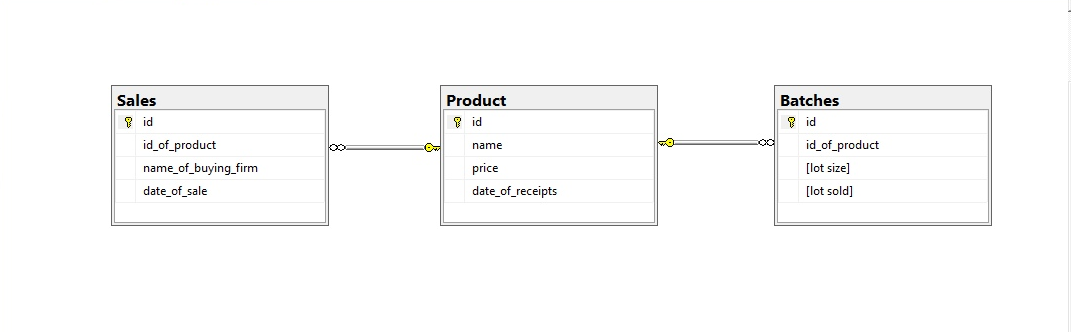 Sales
id
id_of_product
name_of_buying_firm
date_of_sale
Product
id
name
price
date_of_receipts
Batches
id
id_of_product
[lot size]
[lot sold]